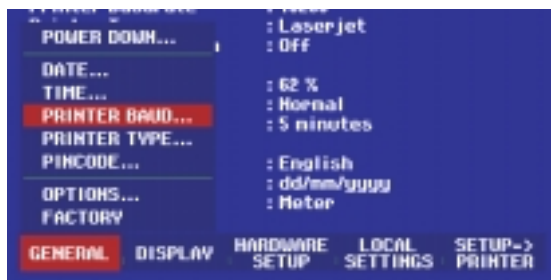 POWER DOWN...
DATE...
TIME...
PRINTER BAUD...
PRINTER TYPE...
PINCODE...
OPTIONS...
FACTORY
: Laserjet
: Off
: 62 %
: Normal
: 5 minutes
: English
: dd/mm/yyyy
: Meter
GENERAL DISPLAY HARDWARE SETUP LOCAL SETTINGS SETUP-> PRINTER